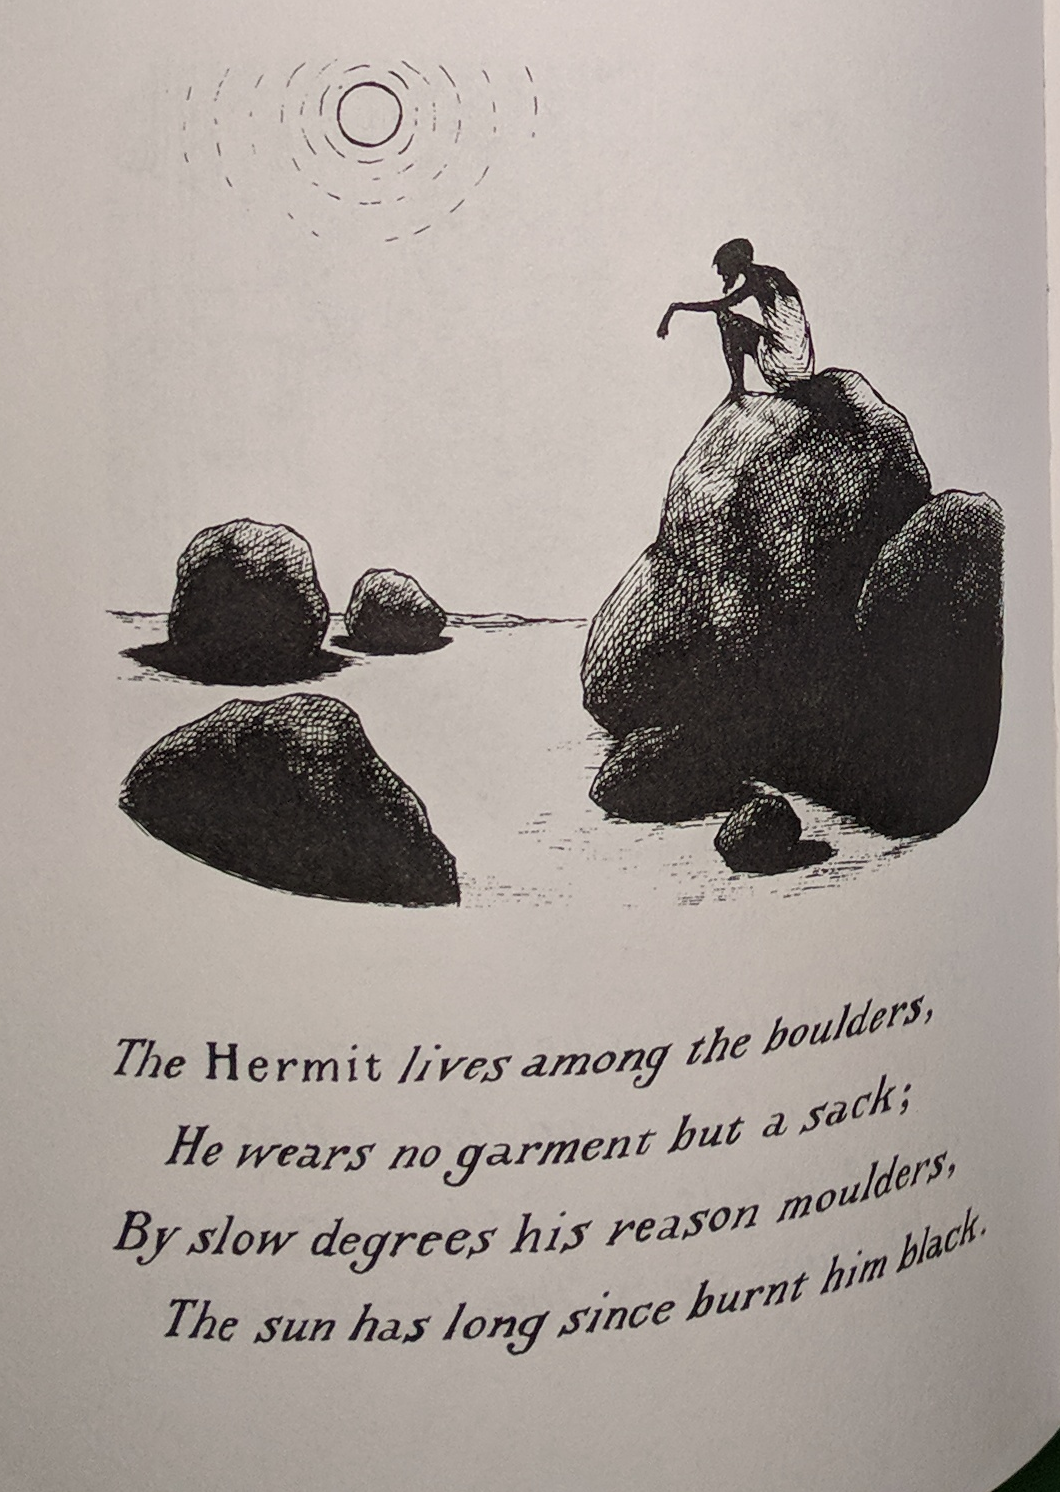 The Hermit lives among the boulders,
He wears no garment but a sack;
By slow degrees his reason moulders,
The sun has long since burnt him black.